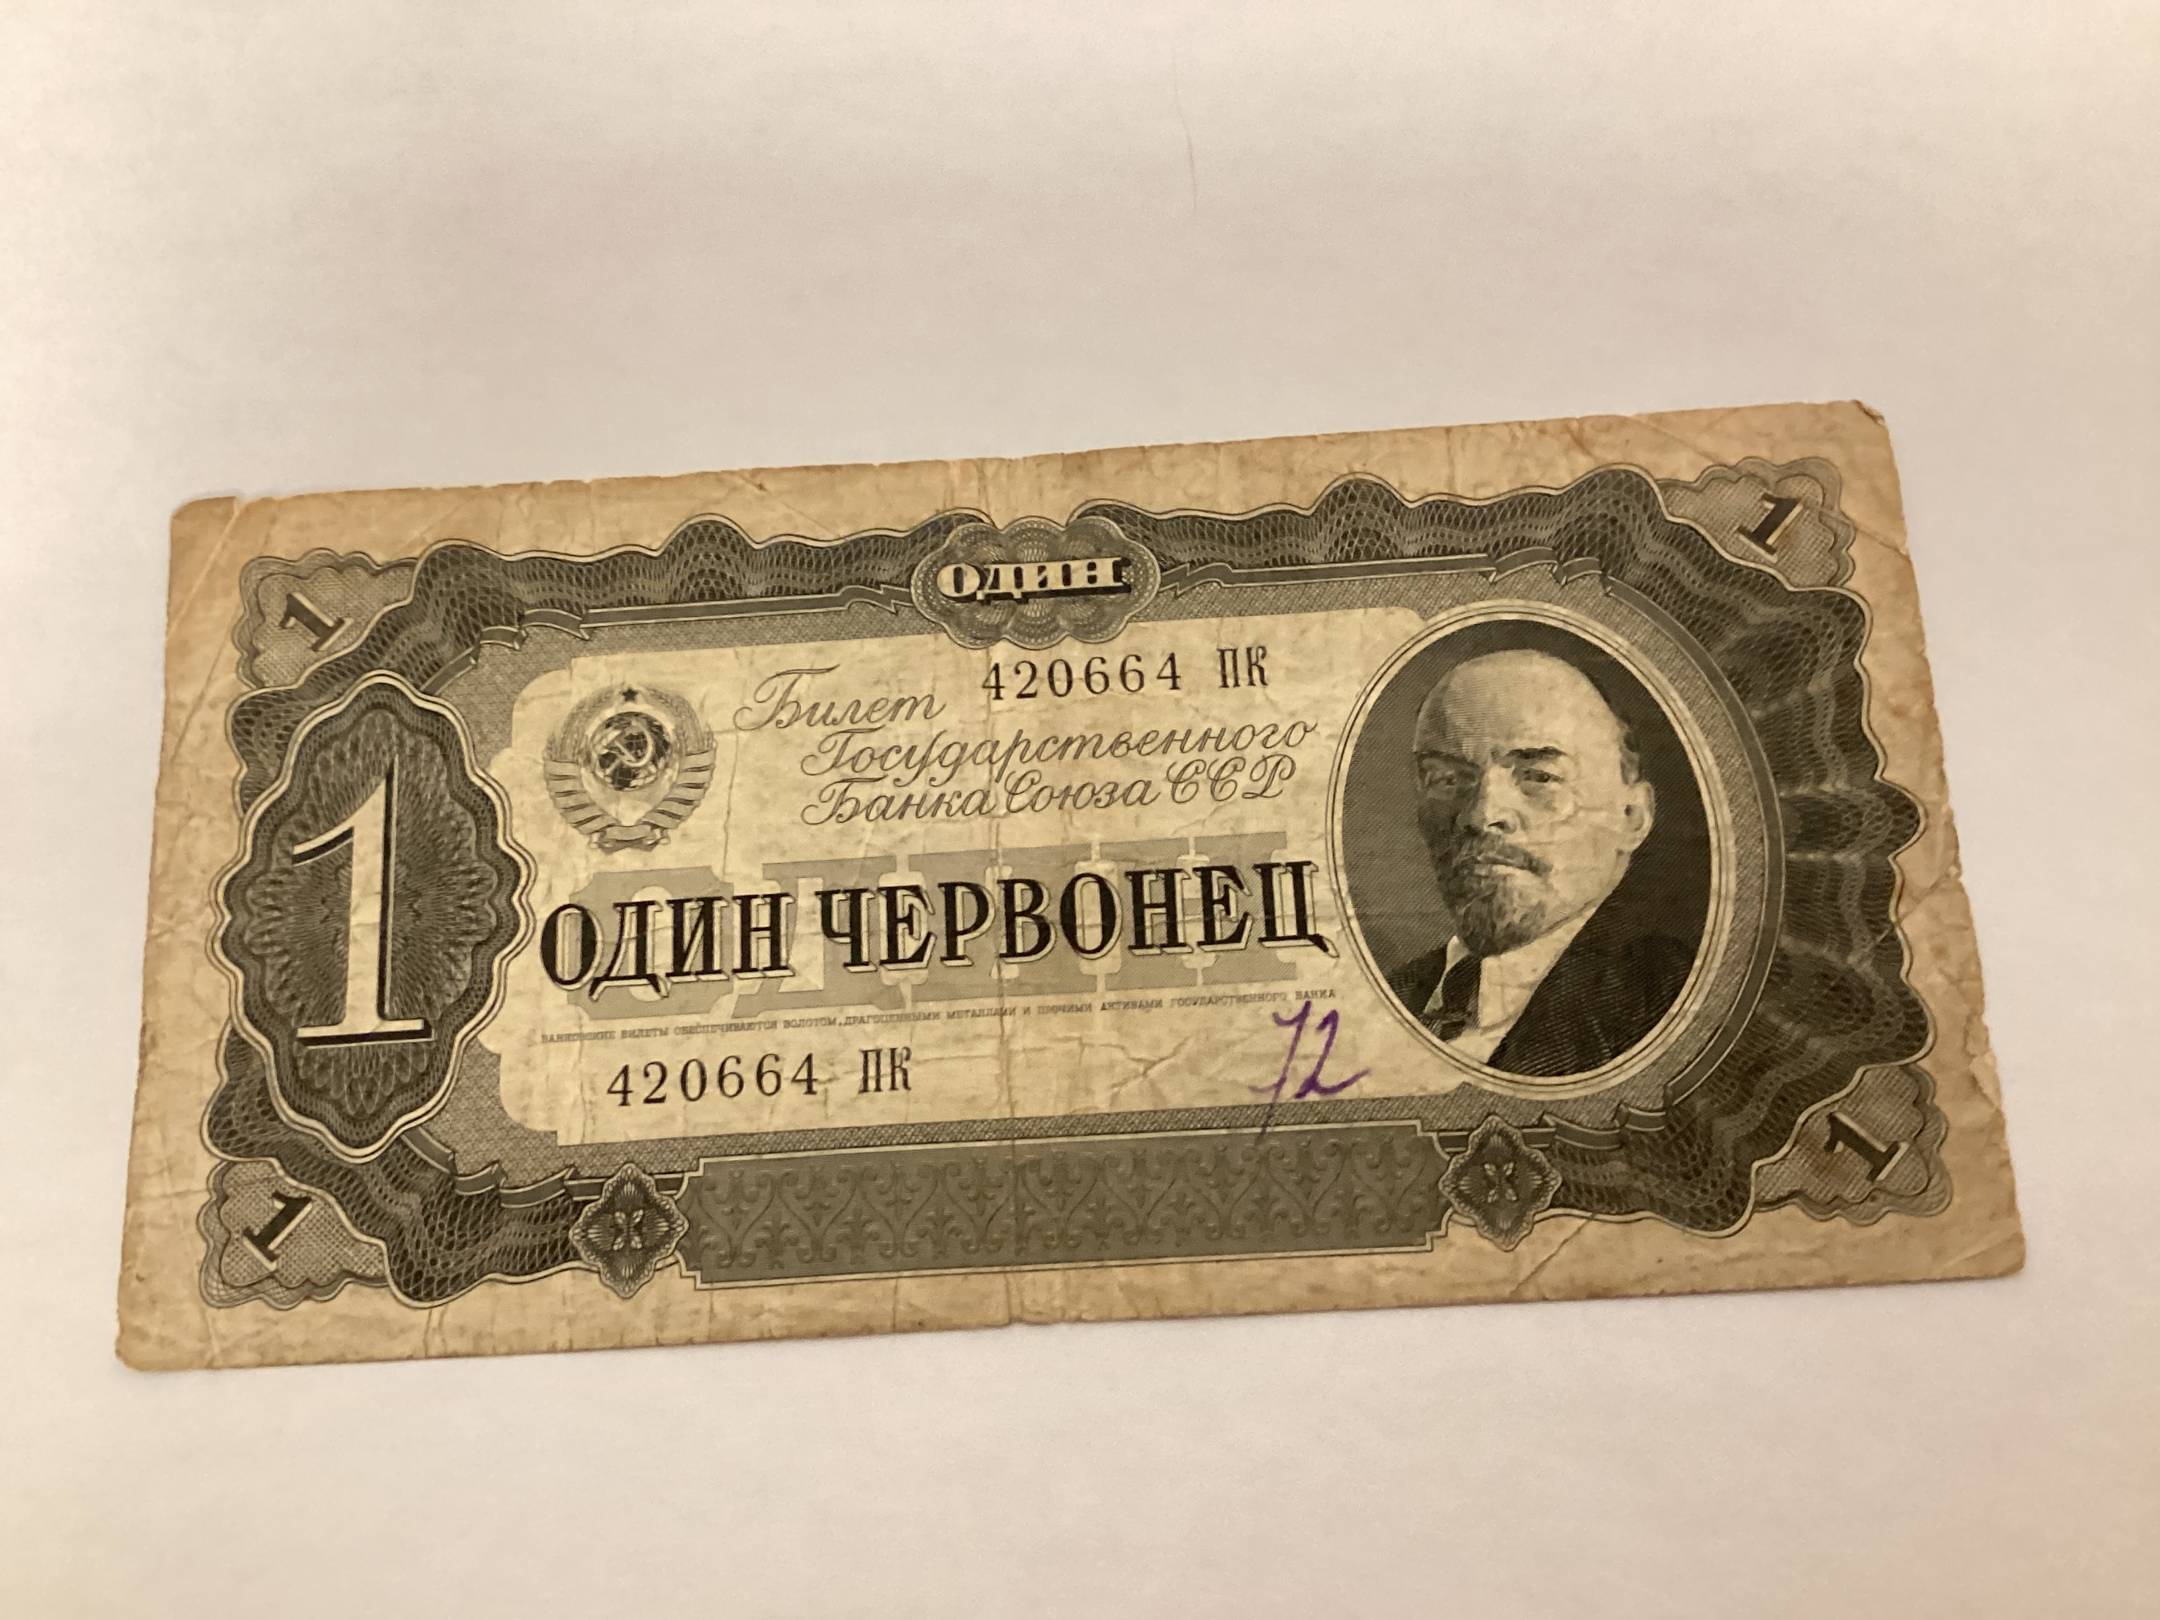 1
ОДИН
1
Билет 420664 ПК
Государственного
Банка Союза ССР
1
ОДИН
ОДИН ЧЕРВОНЕЦ
БАНКОВСКИЕ БИЛЕТЫ ОБЕСПЕЧИВАЮТСЯ ЗОЛОТОМ, ДРАГОЦЕННЫМИ МЕТАЛЛАМИ И ПРОЧИМИ АКТИВАМИ ГОСУДАРСТВЕННОГО БАНКА
420664 ПК
72
1
1